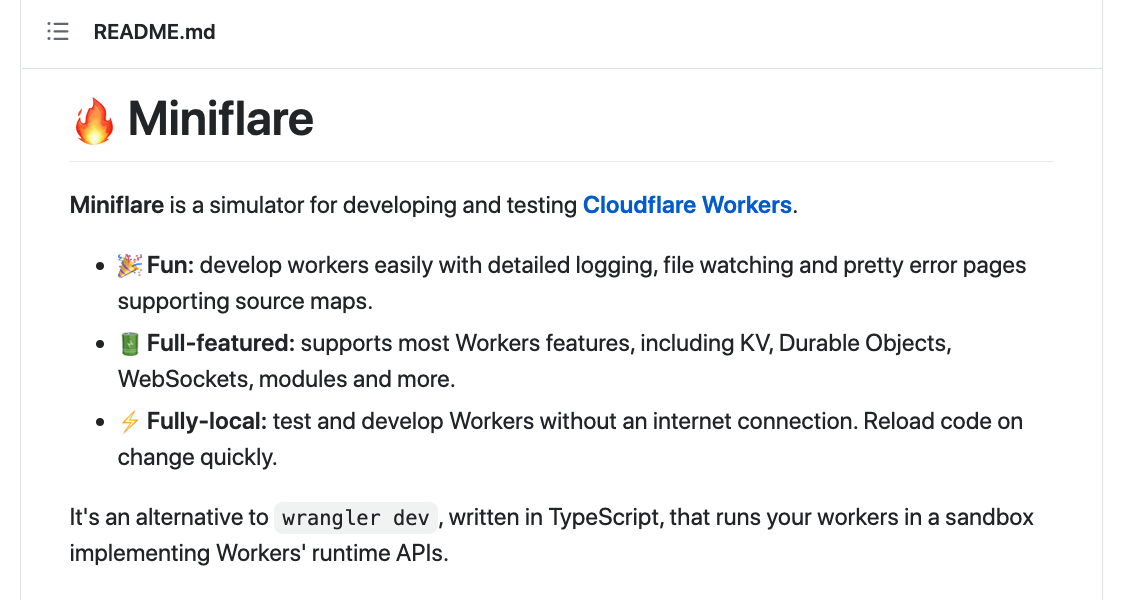 README.md
🔥 Miniflare
Miniflare is a simulator for developing and testing Cloudflare Workers.
• 🎉 Fun: develop workers easily with detailed logging, file watching and pretty error pages
supporting source maps.
• 🔋 Full-featured: supports most Workers features, including KV, Durable Objects,
WebSockets, modules and more.
• ⚡ Fully-local: test and develop Workers without an internet connection. Reload code on
change quickly.
It's an alternative to wrangler dev, written in TypeScript, that runs your workers in a sandbox
implementing Workers' runtime APIs.